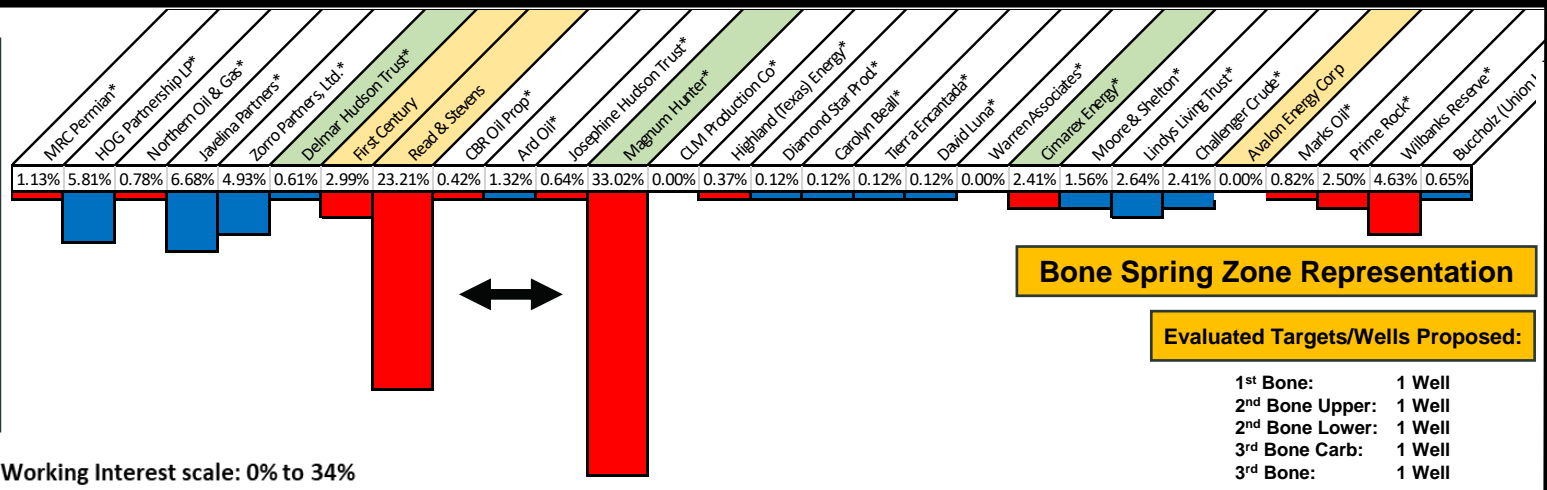 MRC Permian*
HOG Partnership LP*
Northern Oil & Gas*
Javelina Partners*
Zorro Partners, Ltd.*
Delmar Hudson Trust*
First Century
Read & Stevens
CBR Oil Prop*
Ard Oil*
Josephine Hudson Trust*
Magnum Hunter*
CLM Production Co*
Highland (Texas) Energy*
Diamond Star Prod.*
Carolyn Beall*
Tierra Encantada*
David Luna*
Warren Associates*
Cimarex Energy*
Moore & Shelton*
Lindys Living Trust*
Challenger Crude*
Avalon Energy Corp
Marks Oil*
Prime Rock*
Wilbanks Reserve*
Buccholz (Union
1.13% 5.81% 0.78% 6.68% 4.93% 0.61% 2.99% 23.21% 0.42% 1.32% 0.64% 33.02% 0.00% 0.37% 0.12% 0.12% 0.12% 0.12% 0.00% 2.41% 1.56% 2.64% 2.41% 0.00% 0.82% 2.50% 4.63% 0.65%
Bone Spring Zone Representation
Evaluated Targets/Wells Proposed:
1st Bone: 1 Well
2nd Bone Upper: 1 Well
2nd Bone Lower: 1 Well
3rd Bone Carb: 1 Well
3rd Bone: 1 Well
Working Interest scale: 0% to 34%